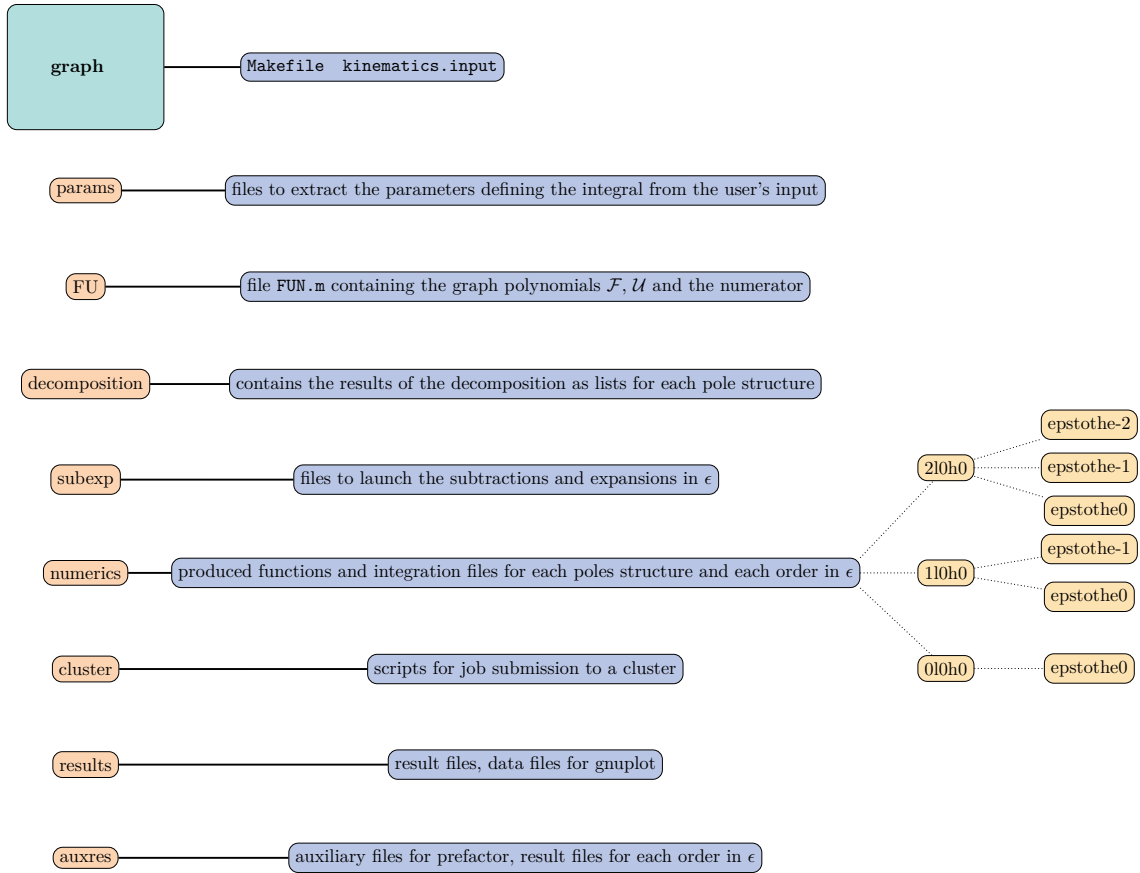 graph
Makefile kinematics.input
params
files to extract the parameters defining the integral from the user's input
FU
file FUN.m containing the graph polynomials ℱ, 𝒰 and the numerator
decomposition
contains the results of the decomposition as lists for each pole structure
subexp
files to launch the subtractions and expansions in ϵ
numerics
produced functions and integration files for each poles structure and each order in ϵ
2l0h0
epstothe-2
epstothe-1
epstothe0
1l0h0
epstothe-1
epstothe0
0l0h0
epstothe0
cluster
scripts for job submission to a cluster
results
result files, data files for gnuplot
auxres
auxiliary files for prefactor, result files for each order in ϵ